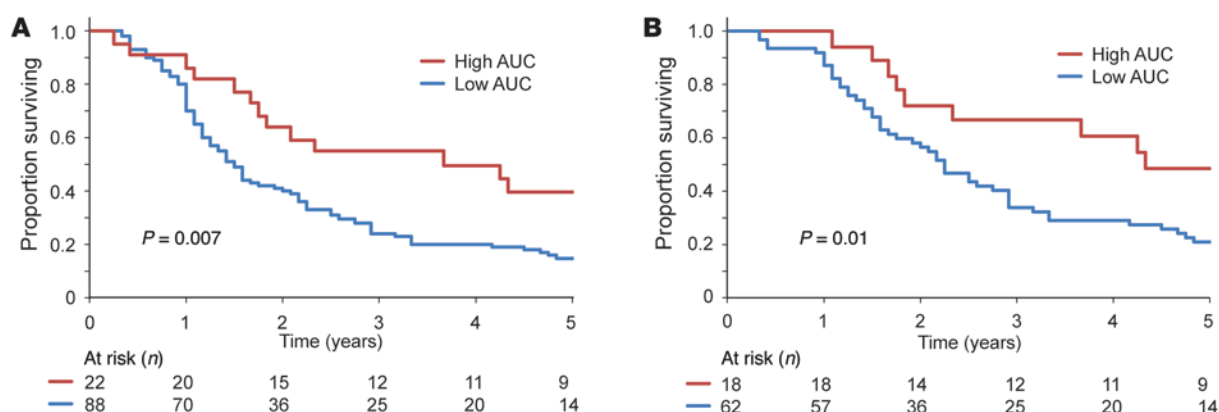 A
Proportion surviving
1.0
0.8
0.6
0.4
0.2
0
High AUC
Low AUC
P = 0.007
0 1 2 3 4 5
Time (years)
At risk (n)
22 20 15 12 11 9
88 70 36 25 20 14
B
Proportion surviving
1.0
0.8
0.6
0.4
0.2
0
High AUC
Low AUC
P = 0.01
0 1 2 3 4 5
Time (years)
At risk (n)
18 18 14 12 11 9
62 57 36 25 20 14